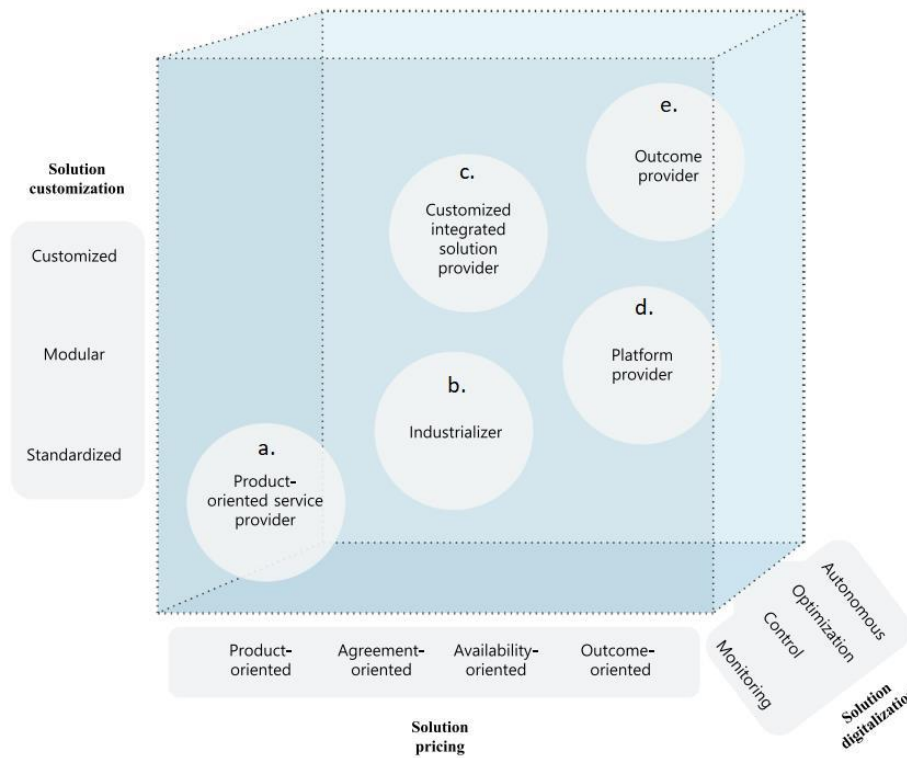 e.
Outcome
provider
Solution
customization
c.
Customized
integrated
solution
provider
Customized
d.
Platform
provider
Modular
b.
Industrializer
Standardized
a.
Product-
oriented service
provider
Product-
oriented
Agreement-
oriented
Availability-
oriented
Outcome-
oriented
Monitoring
Control
Optimization
Autonomous
Solution
digitalization
Solution
pricing